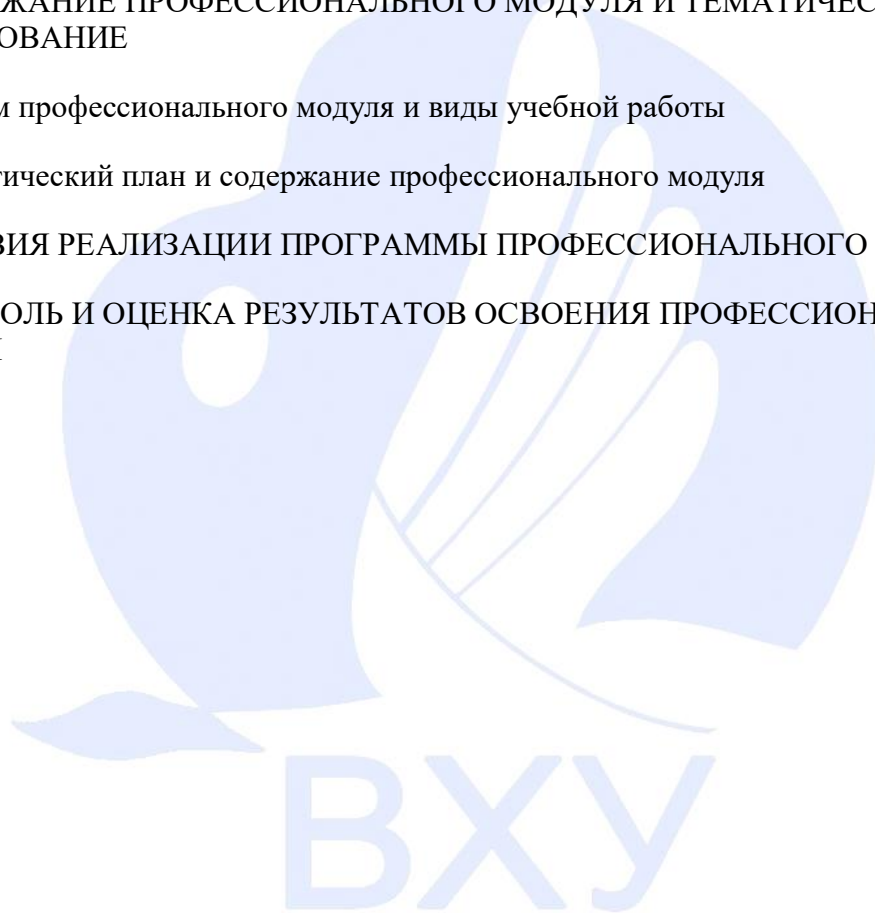 ЖАНИЕ ПРОФЕССИОНАЛЬНОГО МОДУЛЯ И ТЕМАТИЧЕС
ОВАНИЕ
м профессионального модуля и виды учебной работы
тический план и содержание профессионального модуля
ВИЯ РЕАЛИЗАЦИИ ПРОГРАММЫ ПРОФЕССИОНАЛЬНОГО
ОЛЬ И ОЦЕНКА РЕЗУЛЬТАТОВ ОСВОЕНИЯ ПРОФЕССИОН
ВХУ